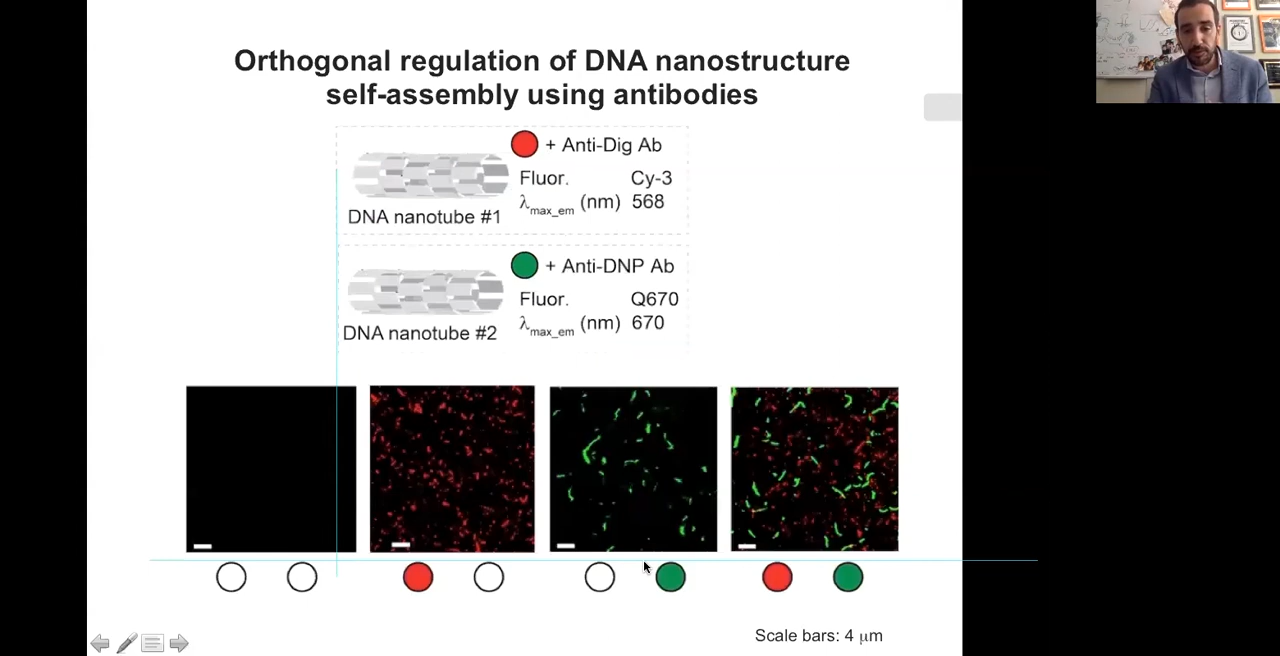 Orthogonal regulation of DNA nanostructure
self-assembly using antibodies
+ Anti-Dig Ab
Fluor. Cy-3
λmax_em (nm) 568
DNA nanotube #1
+ Anti-DNP Ab
Fluor. Q670
λmax_em (nm) 670
DNA nanotube #2
Scale bars: 4 μm